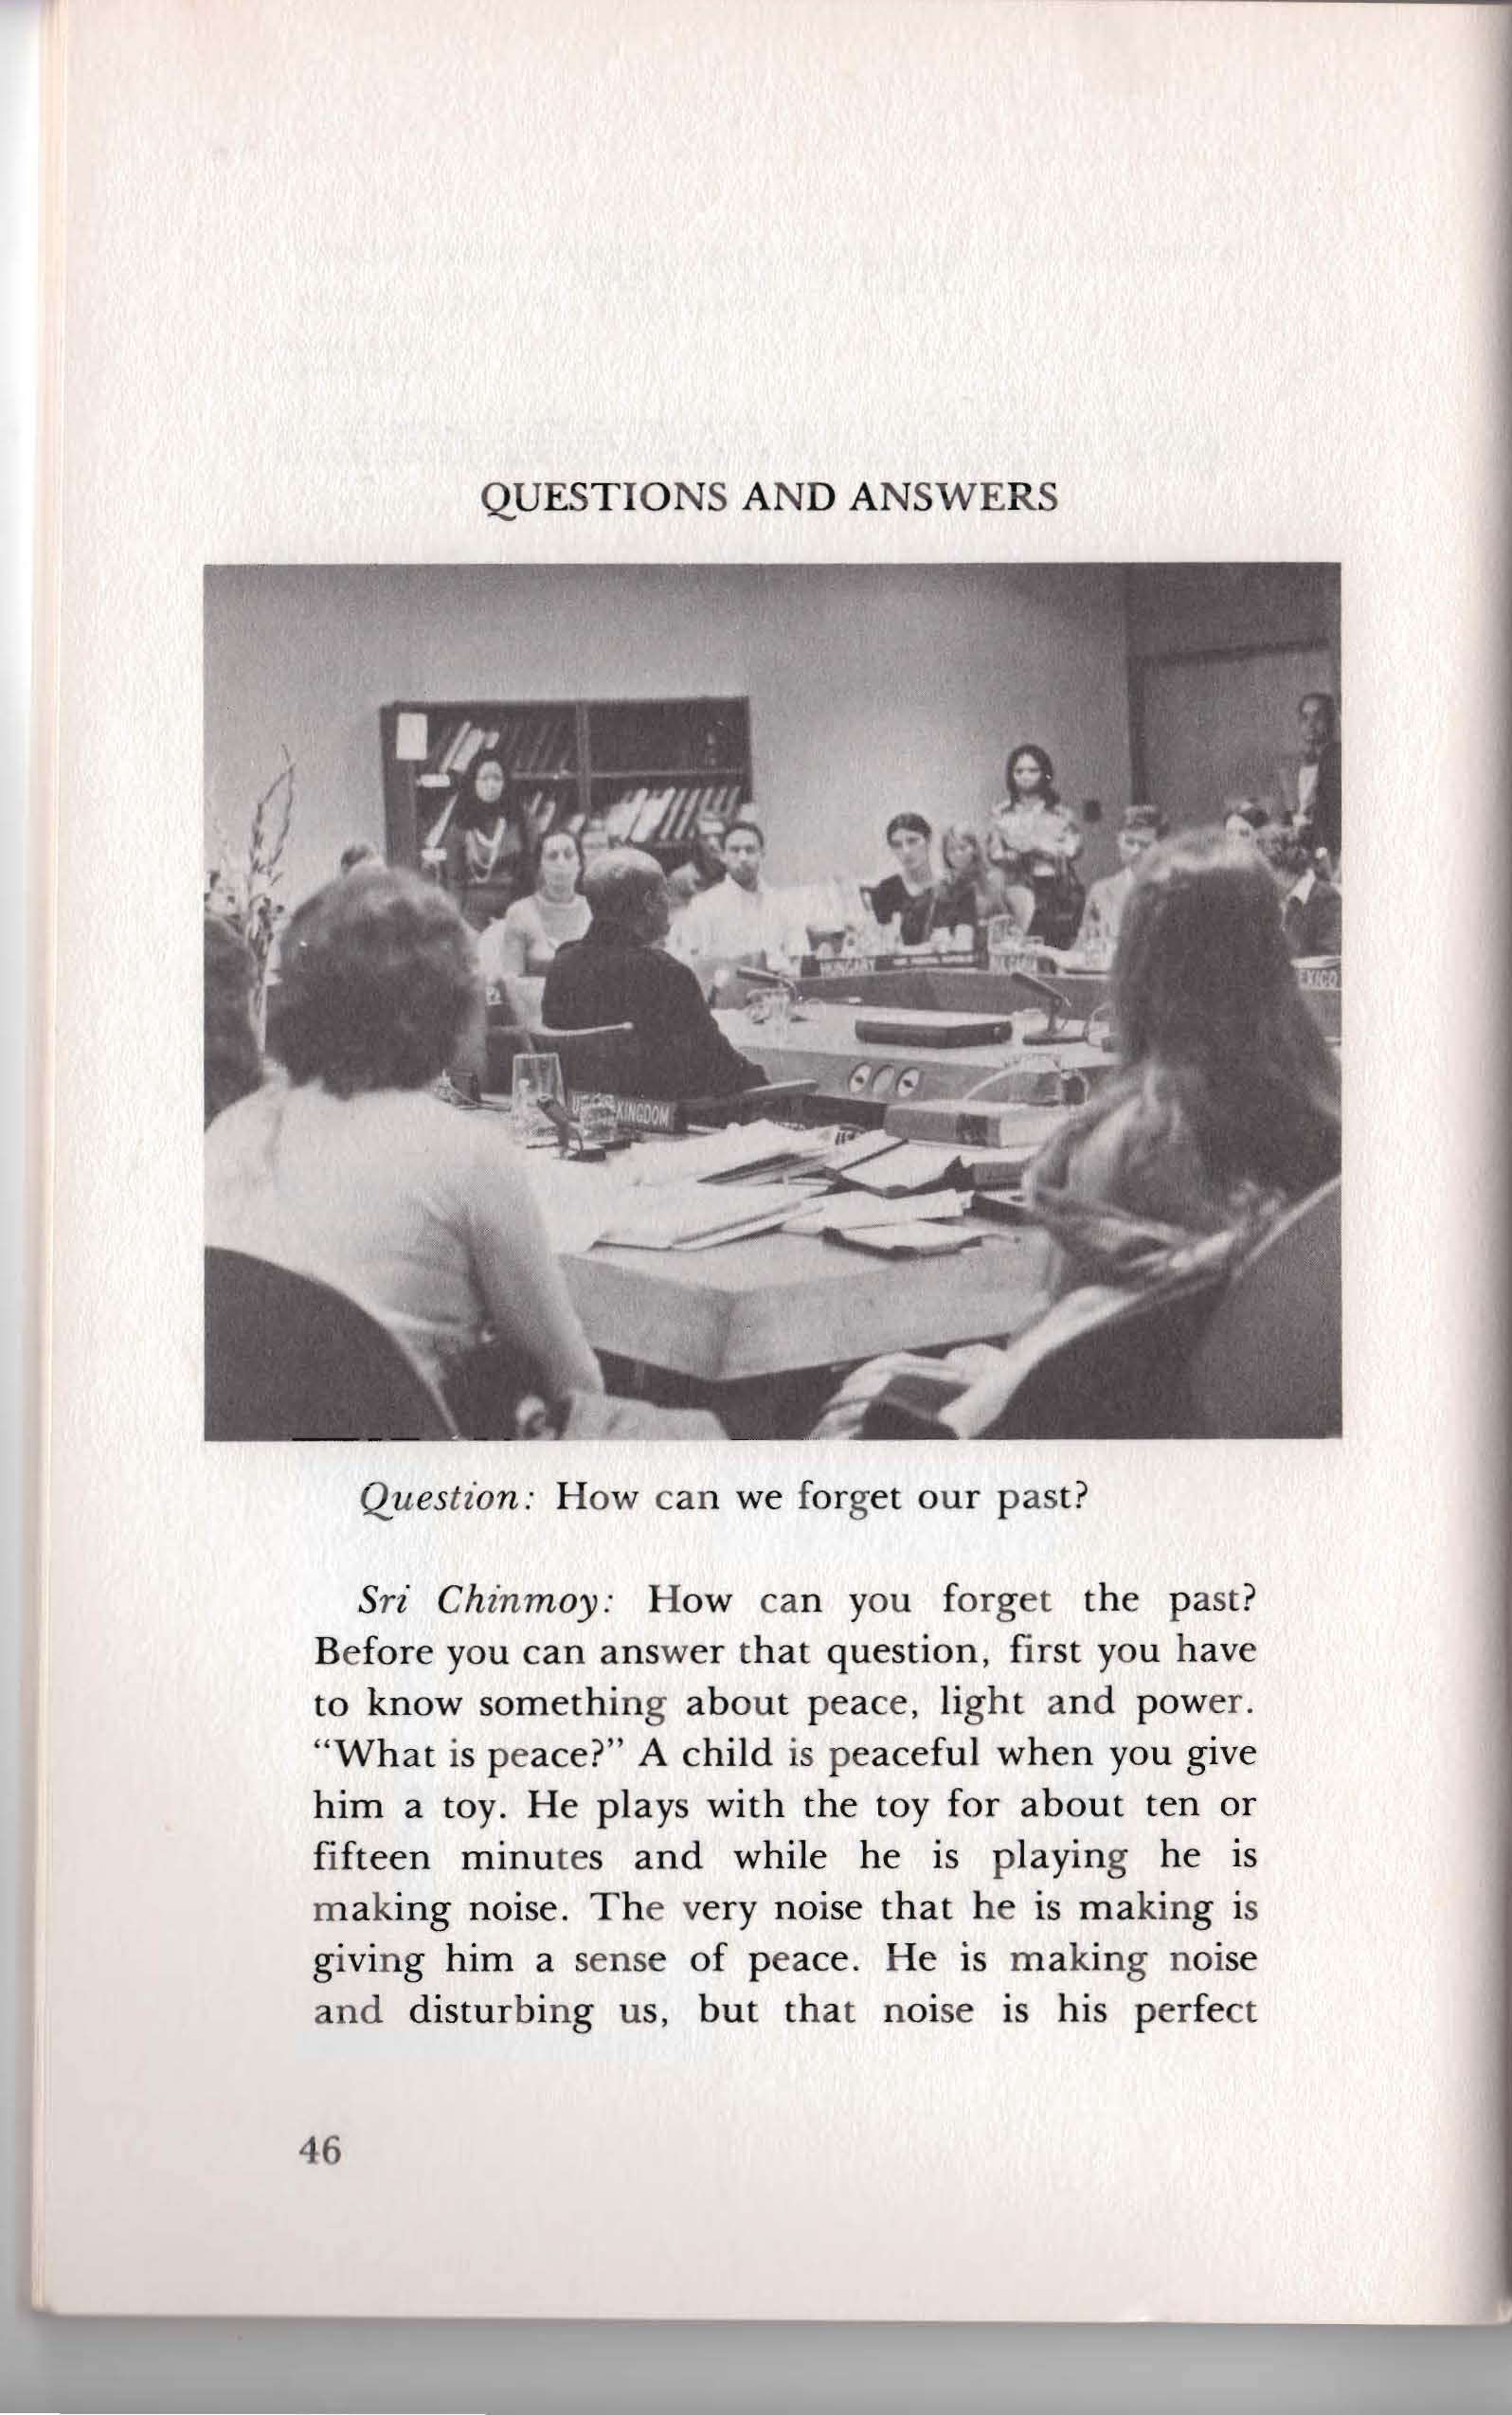 QUESTIONS AND ANSWERS
HUNGARY
EXICO
KINGDOM
Question: How can we forget our past?
Sri Chinmoy: How can you forget the past?
Before you can answer that question, first you have
to know something about peace, light and power.
“What is peace?” A child is peaceful when you give
him a toy. He plays with the toy for about ten or
fifteen minutes and while he is playing he is
making noise. The very noise that he is making is
giving him a sense of peace. He is making noise
and disturbing us, but that noise is his perfect
46